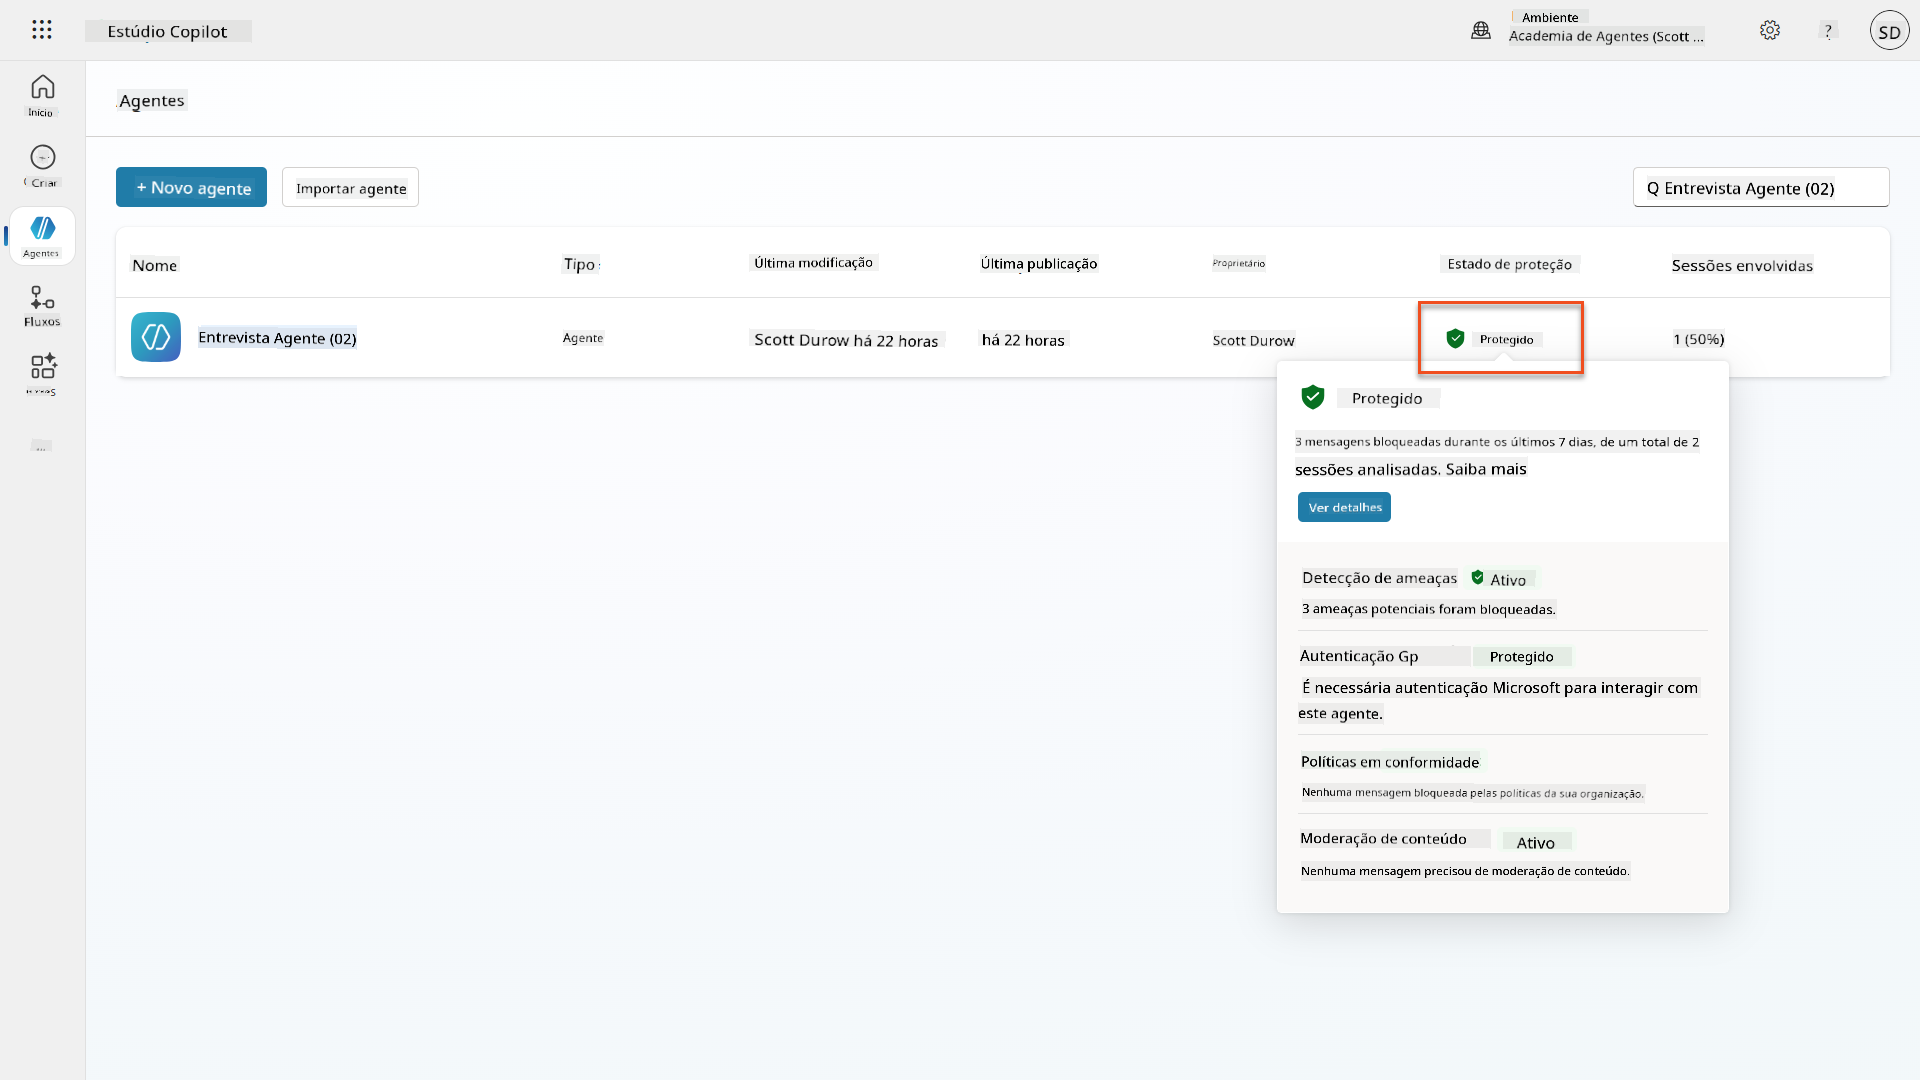 Estúdio Copilot
Ambiente
Academia de Agentes (Scott ...
?
SD
Início
Criar
Agentes
Fluxos
...
Agentes
+ Novo agente
Importar agente
Q Entrevista Agente (02)
Nome
Tipo
Última modificação
Última publicação
Proprietário
Estado de proteção
Sessões envolvidas
Entrevista Agente (02)
Agente
Scott Durow há 22 horas
há 22 horas
Scott Durow
Protegido
1 (50%)
Protegido
3 mensagens bloqueadas durante os últimos 7 dias, de um total de 2
sessões analisadas. Saiba mais
Ver detalhes
Detecção de ameaças
Ativo
3 ameaças potenciais foram bloqueadas.
Autenticação Gp
Protegido
É necessária autenticação Microsoft para interagir com
este agente.
Políticas em conformidade
Nenhuma mensagem bloqueada pelas políticas da sua organização.
Moderação de conteúdo
Ativo
Nenhuma mensagem precisou de moderação de conteúdo.